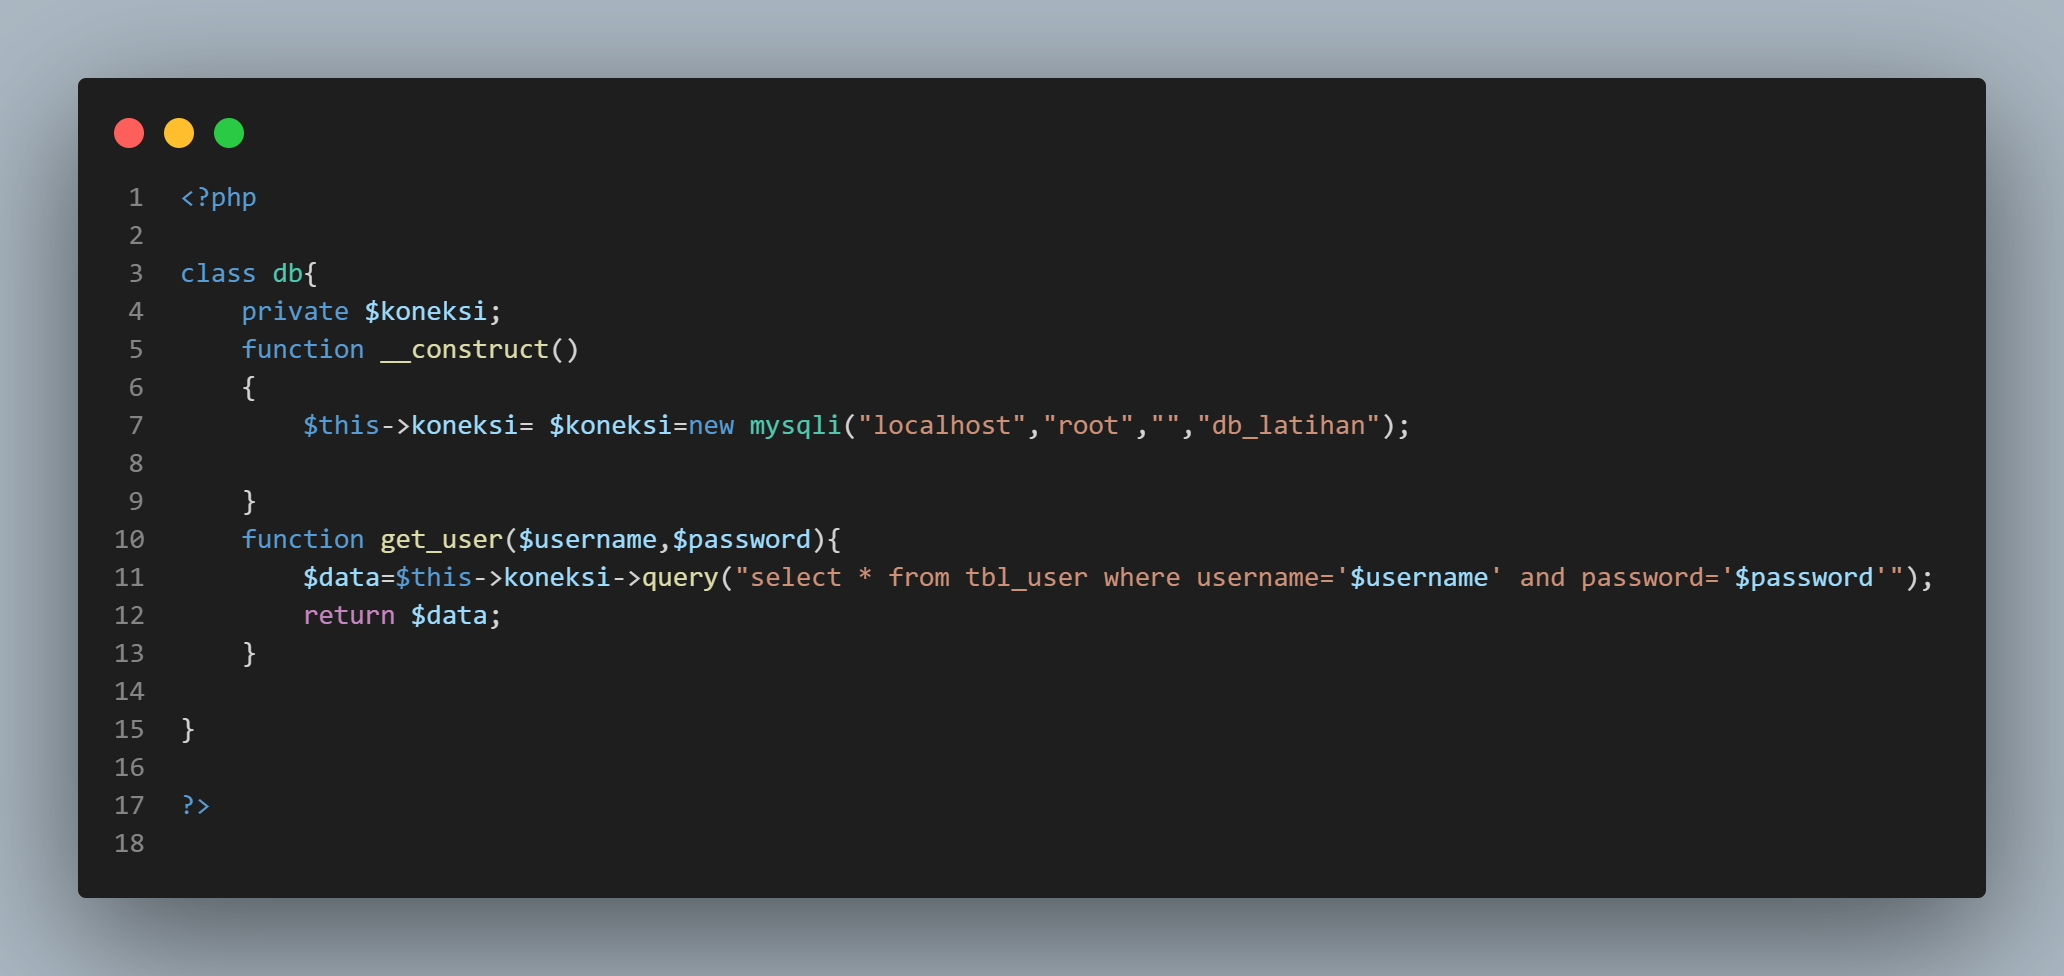 1 <?php
2
3 class db{
4     private $koneksi;
5     function __construct()
6     {
7         $this->koneksi= $koneksi=new mysqli("localhost","root","","db_latihan");
8
9     }
10     function get_user($username,$password){
11         $data=$this->koneksi->query("select * from tbl_user where username='$username' and password='$password'");
12         return $data;
13     }
14
15 }
16
17 ?>
18